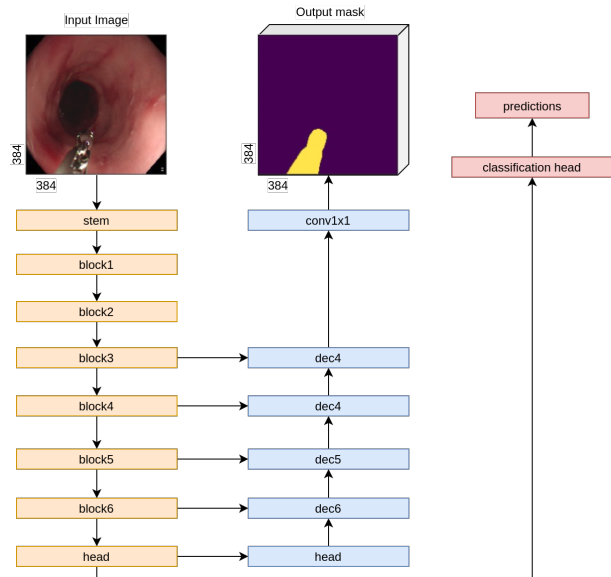 Input Image
Output mask
384
384
384
384
predictions
classification head
stem
conv1x1
block1
block2
block3
dec4
block4
dec4
block5
dec5
block6
dec6
head
head